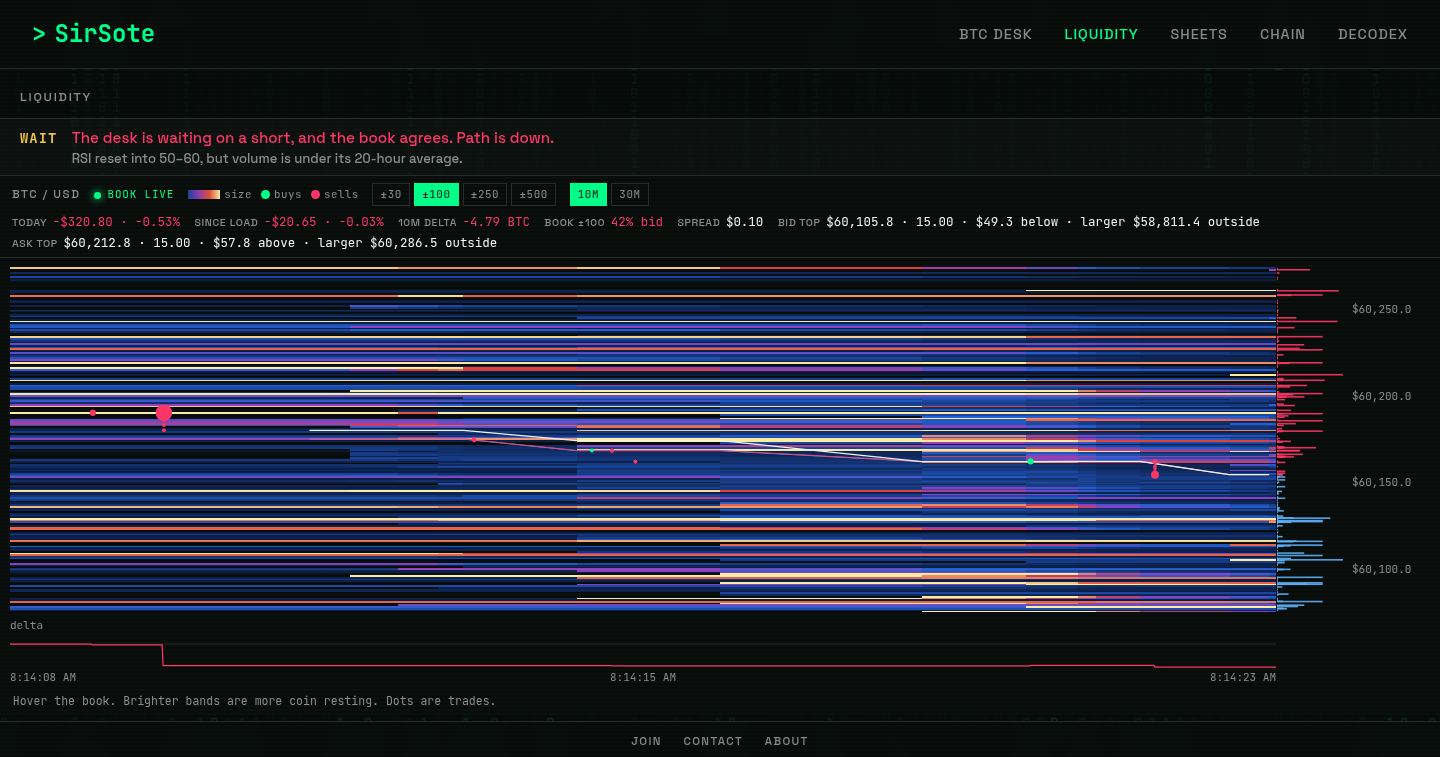 > SirSote
BTC DESK LIQUIDITY SHEETS CHAIN DECODEX
LIQUIDITY
WAIT The desk is waiting on a short, and the book agrees. Path is down.
RSI reset into 50–60, but volume is under its 20-hour average.
BTC / USD BOOK LIVE size buys sells ±30 ±100 ±250 ±500 10M 30M
TODAY -$320.80 · -0.53% SINCE LOAD -$20.65 · -0.03% 10M DELTA -4.79 BTC BOOK ±100 42% bid SPREAD $0.10 BID TOP $60,105.8 · 15.00 · $49.3 below · larger $58,811.4 outside
ASK TOP $60,212.8 · 15.00 · $57.8 above · larger $60,286.5 outside
$60,250.0
$60,200.0
$60,150.0
$60,100.0
delta
8:14:08 AM 8:14:15 AM 8:14:23 AM
Hover the book. Brighter bands are more coin resting. Dots are trades.
JOIN CONTACT ABOUT